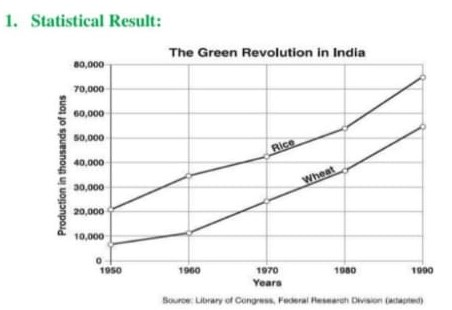 1. Statistical Result:
The Green Revolution in India
Production in thousands of tons
80,000
70,000
60,000
50,000
40,000
30,000
20,000
10,000
0
Rice
Wheat
1950 1960 1970 1980 1990
Years
Source: Library of Congress, Federal Research Division (adapted)